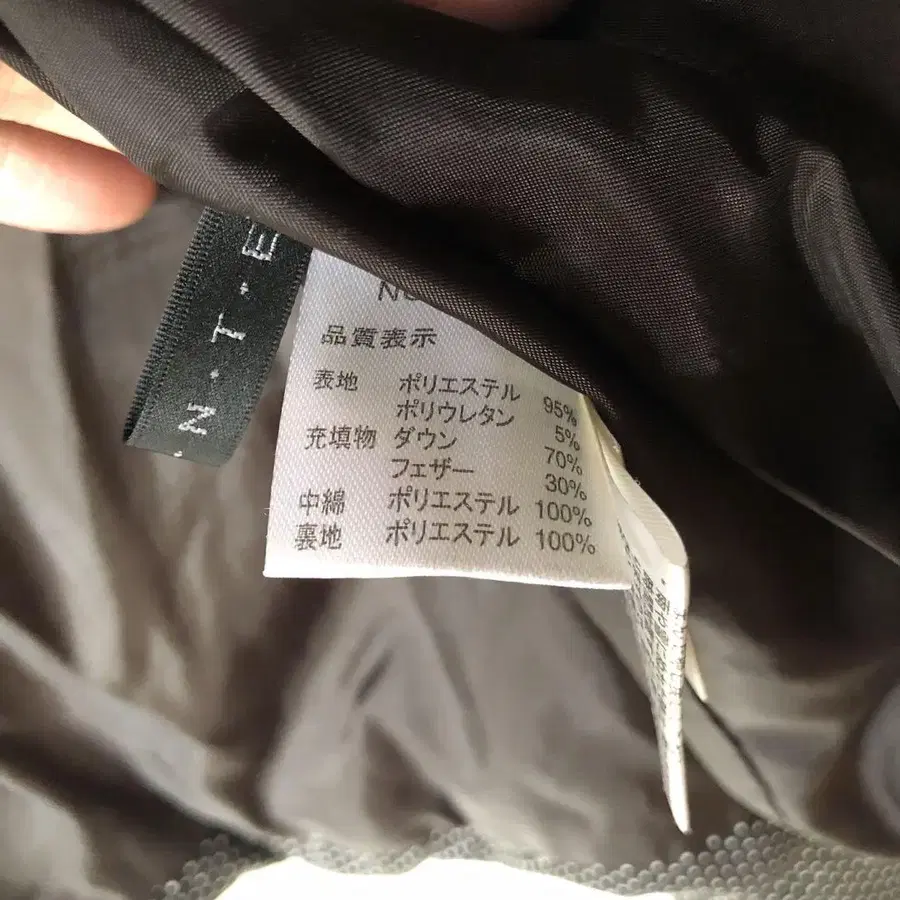 N・T・E
品質表示
表地 ポリエステル 95%
ポリウレタン 5%
充填物 ダウン 70%
フェザー 30%
中綿 ポリエステル 100%
裏地 ポリエステル 100%